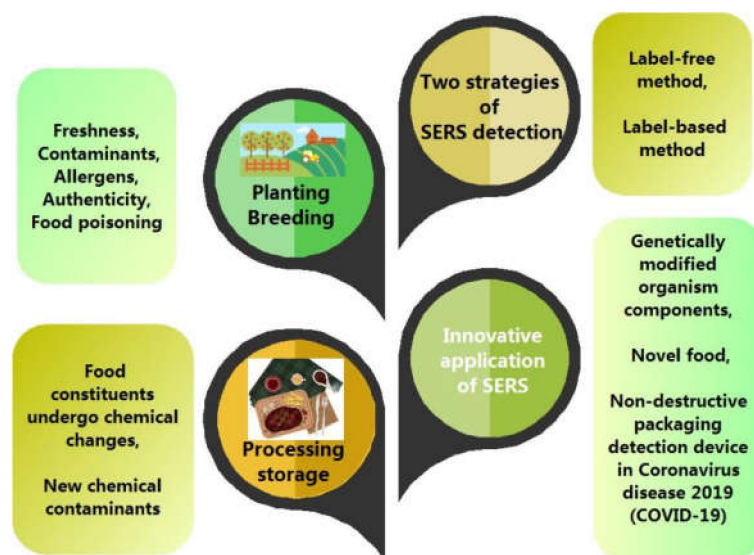 Freshness,
Contaminants,
Allergens,
Authenticity,
Food poisoning
Planting
Breeding
Two strategies
of
SERS detection
Label-free
method,
Label-based
method
Food
constituents
undergo chemical
changes,
New chemical
contaminants
Processing
storage
Innovative
application
of SERS
Genetically
modified
organism
components,
Novel food,
Non-destructive
packaging
detection device
in Coronavirus
disease 2019
(COVID-19)